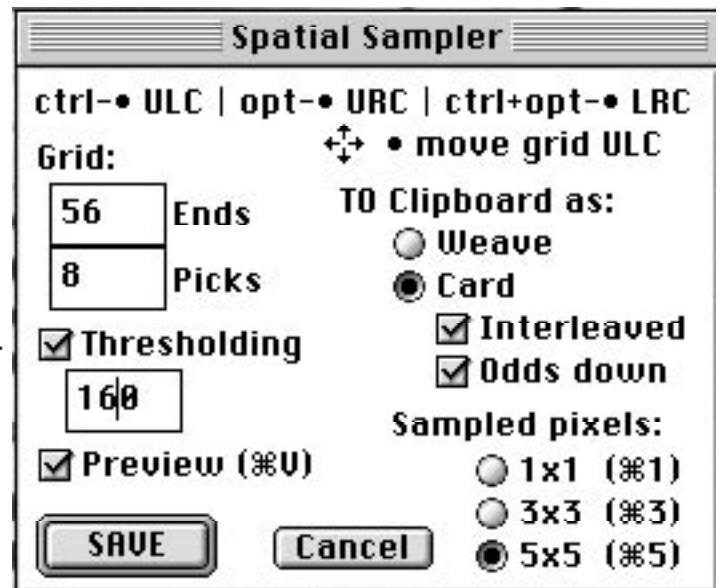 Spatial Sampler
ctrl-• ULC | opt-• URC | ctrl+opt-• LRC
• move grid ULC
Grid:
56 Ends
8 Picks
Thresholding
160
Preview (⌘V)
SAVE
Cancel
TO Clipboard as:
Weave
Card
Interleaved
Odds down
Sampled pixels:
1x1 (⌘1)
3x3 (⌘3)
5x5 (⌘5)